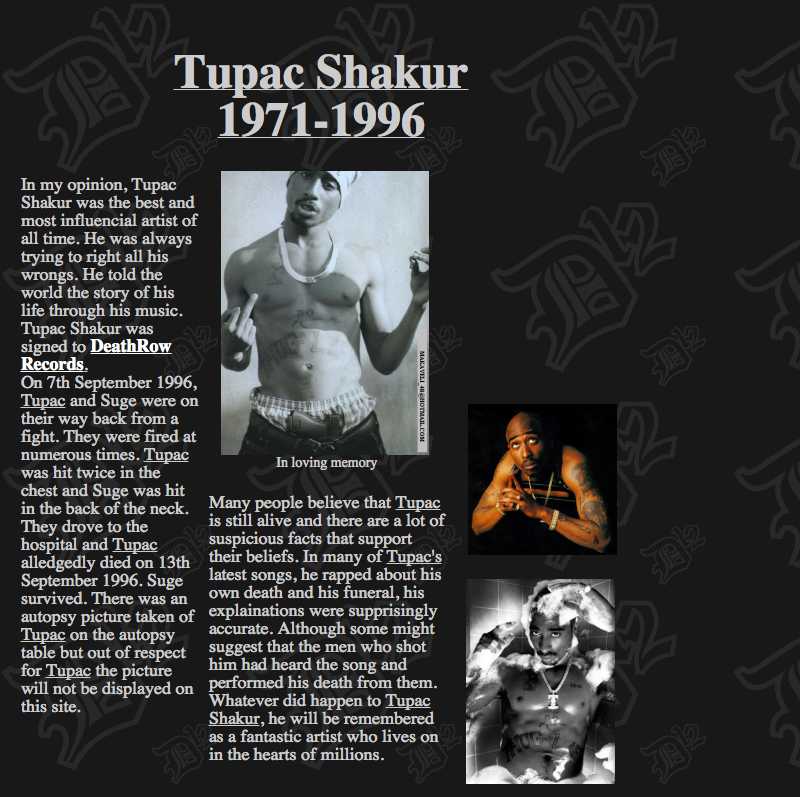 Tupac Shakur
1971-1996
In my opinion, Tupac
Shakur was the best and
most influencial artist of
all time. He was always
trying to right all his
wrongs. He told the
world the story of his
life through his music.
Tupac Shakur was
signed to DeathRow
Records.
On 7th September 1996,
Tupac and Suge were on
their way back from a
fight. They were fired at
numerous times. Tupac
was hit twice in the
chest and Suge was hit
in the back of the neck.
They drove to the
hospital and Tupac
alledgedly died on 13th
September 1996. Suge
survived. There was an
autopsy picture taken of
Tupac on the autopsy
table but out of respect
for Tupac the picture
will not be displayed on
this site.
MAKAVELI_4U@HOTMAIL.COM
In loving memory
Many people believe that Tupac
is still alive and there are a lot of
suspicious facts that support
their beliefs. In many of Tupac's
latest songs, he rapped about his
own death and his funeral, his
explainations were supprisingly
accurate. Although some might
suggest that the men who shot
him had heard the song and
performed his death from them.
Whatever did happen to Tupac
Shakur, he will be remembered
as a fantastic artist who lives on
in the hearts of millions.